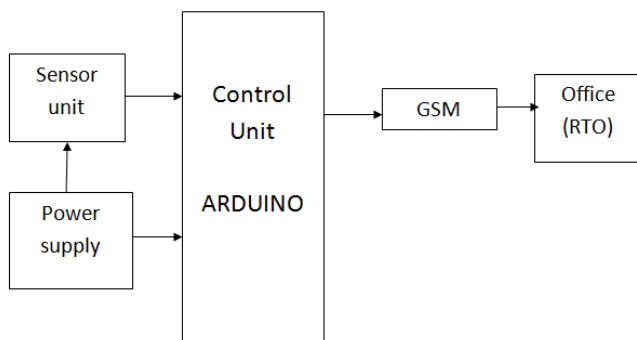 Sensor
unit
Power
supply
Control
Unit
ARDUINO
GSM
Office
(RTO)